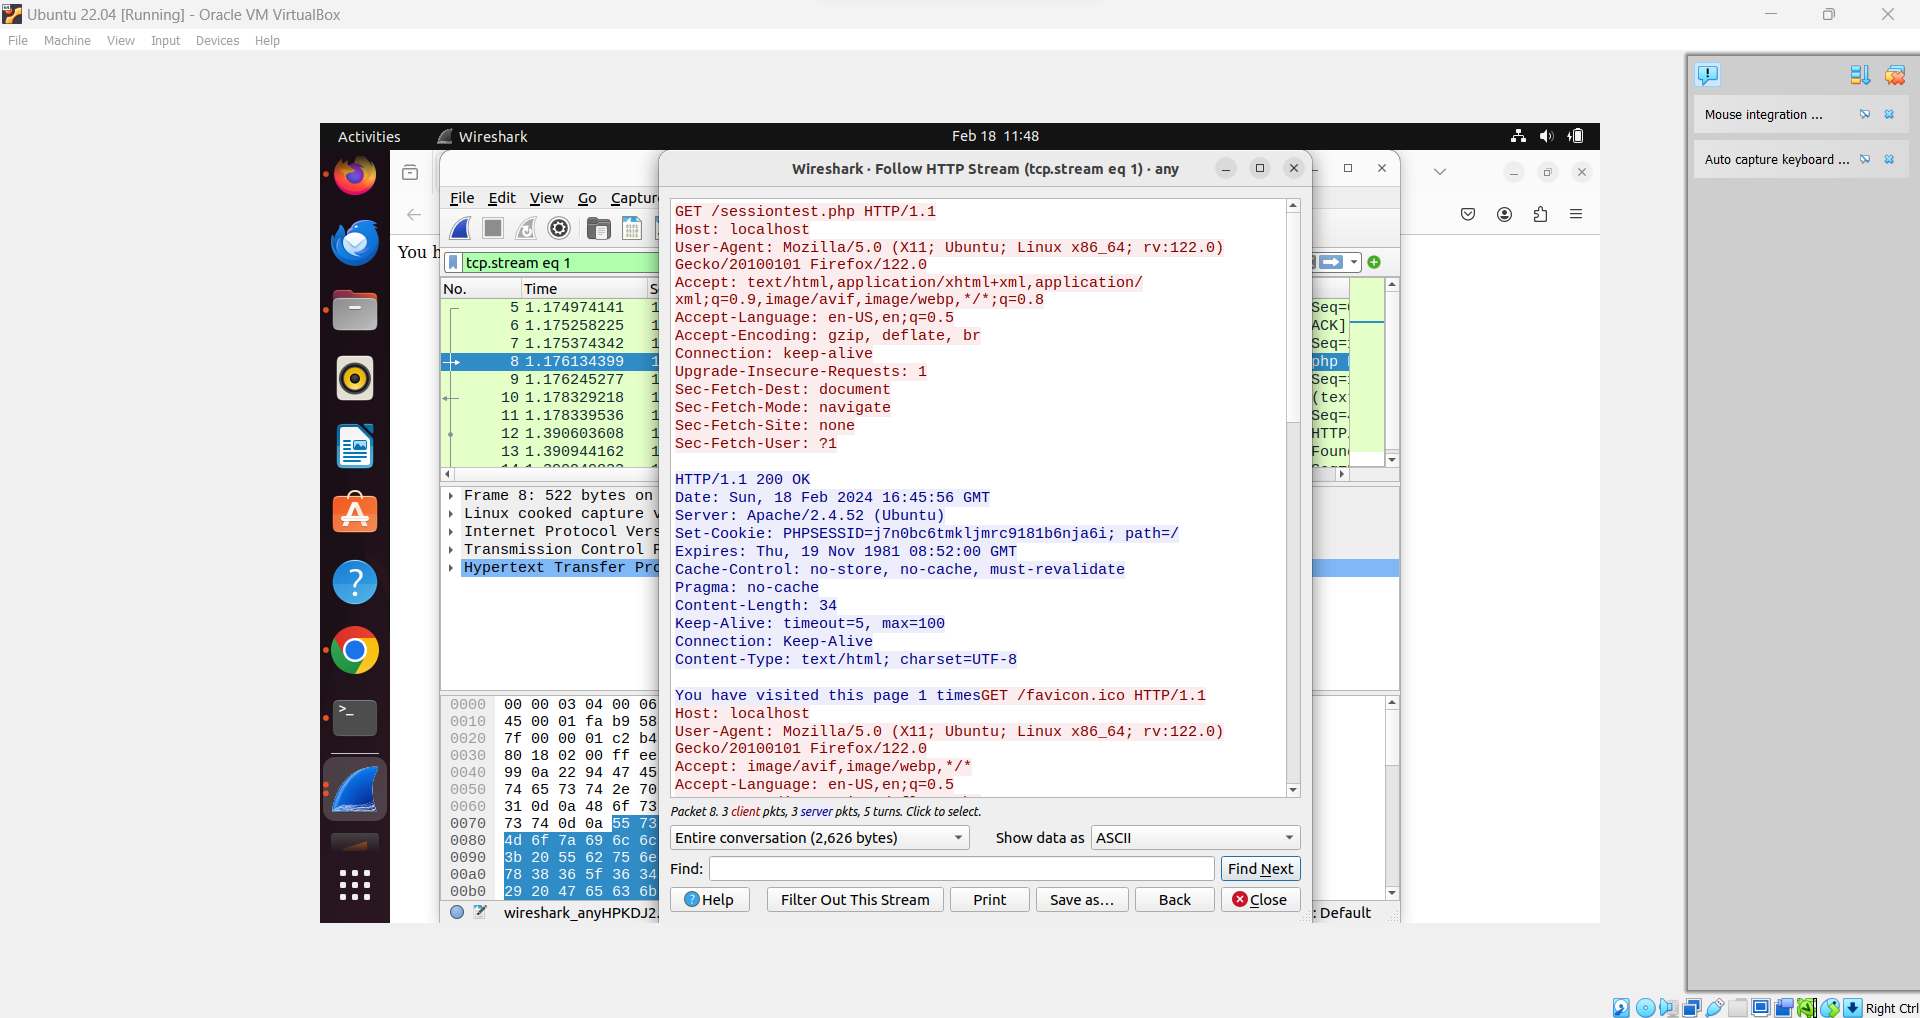 Ubuntu 22.04 [Running] - Oracle VM VirtualBox
File Machine View Input Devices Help
Mouse integration ...
Auto capture keyboard ...
Activities Wireshark Feb 18 11:48
Wireshark · Follow HTTP Stream (tcp.stream eq 1) · any
File Edit View Go Captur
You h
tcp.stream eq 1
No. Time S
5 1.174974141 1
6 1.175258225 1
7 1.175374342 1
8 1.176134399 1
9 1.176245277 1
10 1.178329218 1
11 1.178339536 1
12 1.390603608 1
13 1.390944162 1
Seq=
ACK]
Seq=
php
Seq=
(tex
Seq=
HTTP
Foun
Frame 8: 522 bytes on
Linux cooked capture v
Internet Protocol Vers
Transmission Control P
Hypertext Transfer Pro
0000 00 00 03 04 00 06
0010 45 00 01 fa b9 58
0020 7f 00 00 01 c2 b4
0030 80 18 02 00 ff ee
0040 99 0a 22 94 47 45
0050 74 65 73 74 2e 70
0060 31 0d 0a 48 6f 73
0070 73 74 0d 0a 55 73
0080 4d 6f 7a 69 6c 6c
0090 3b 20 55 62 75 6e
00a0 78 38 36 5f 36 34
00b0 29 20 47 65 63 6b
wireshark_anyHPKDJ2.
: Default
GET /sessiontest.php HTTP/1.1
Host: localhost
User-Agent: Mozilla/5.0 (X11; Ubuntu; Linux x86_64; rv:122.0)
Gecko/20100101 Firefox/122.0
Accept: text/html,application/xhtml+xml,application/
xml;q=0.9,image/avif,image/webp,*/*;q=0.8
Accept-Language: en-US,en;q=0.5
Accept-Encoding: gzip, deflate, br
Connection: keep-alive
Upgrade-Insecure-Requests: 1
Sec-Fetch-Dest: document
Sec-Fetch-Mode: navigate
Sec-Fetch-Site: none
Sec-Fetch-User: ?1
HTTP/1.1 200 OK
Date: Sun, 18 Feb 2024 16:45:56 GMT
Server: Apache/2.4.52 (Ubuntu)
Set-Cookie: PHPSESSID=j7n0bc6tmkljmrc9181b6nja6i; path=/
Expires: Thu, 19 Nov 1981 08:52:00 GMT
Cache-Control: no-store, no-cache, must-revalidate
Pragma: no-cache
Content-Length: 34
Keep-Alive: timeout=5, max=100
Connection: Keep-Alive
Content-Type: text/html; charset=UTF-8
You have visited this page 1 timesGET /favicon.ico HTTP/1.1
Host: localhost
User-Agent: Mozilla/5.0 (X11; Ubuntu; Linux x86_64; rv:122.0)
Gecko/20100101 Firefox/122.0
Accept: image/avif,image/webp,*/*
Accept-Language: en-US,en;q=0.5
Packet 8. 3 client pkts, 3 server pkts, 5 turns. Click to select.
Entire conversation (2,626 bytes) Show data as ASCII
Find: Find Next
Help Filter Out This Stream Print Save as… Back Close
Right Ctrl